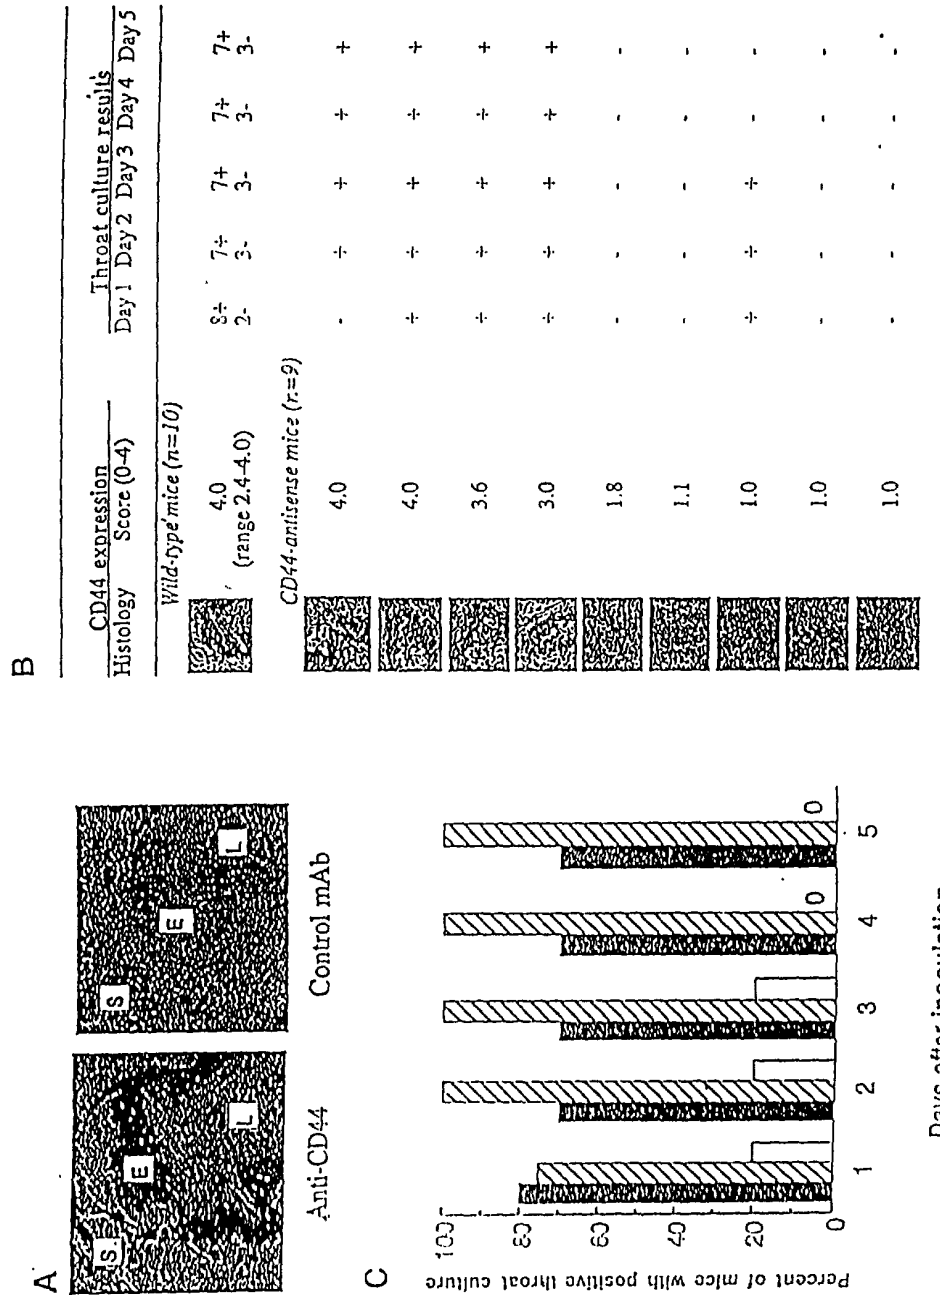 A
S
E
L
S
E
L
Anti-CD44
Control mAb
B
CD44 expression Throat culture results
Histology Score (0-4) Day 1 Day 2 Day 3 Day 4 Day 5
Wild-type mice (n=10)
4.0 8+ 7+ 7+ 7+ 7+
(range 2.4-4.0) 2- 3- 3- 3- 3-
CD44-antisense mice (n=9)
4.0 - + + + +
4.0 + + + + +
3.6 + + + + +
3.0 + + + + +
1.8 - - - - -
1.1 - - - - -
1.0 + + + - -
1.0 - - - - -
1.0 - - - - -
C
Percent of mice with positive throat culture
100
80
60
40
20
0
0 0
1 2 3 4 5
Days after inoculation